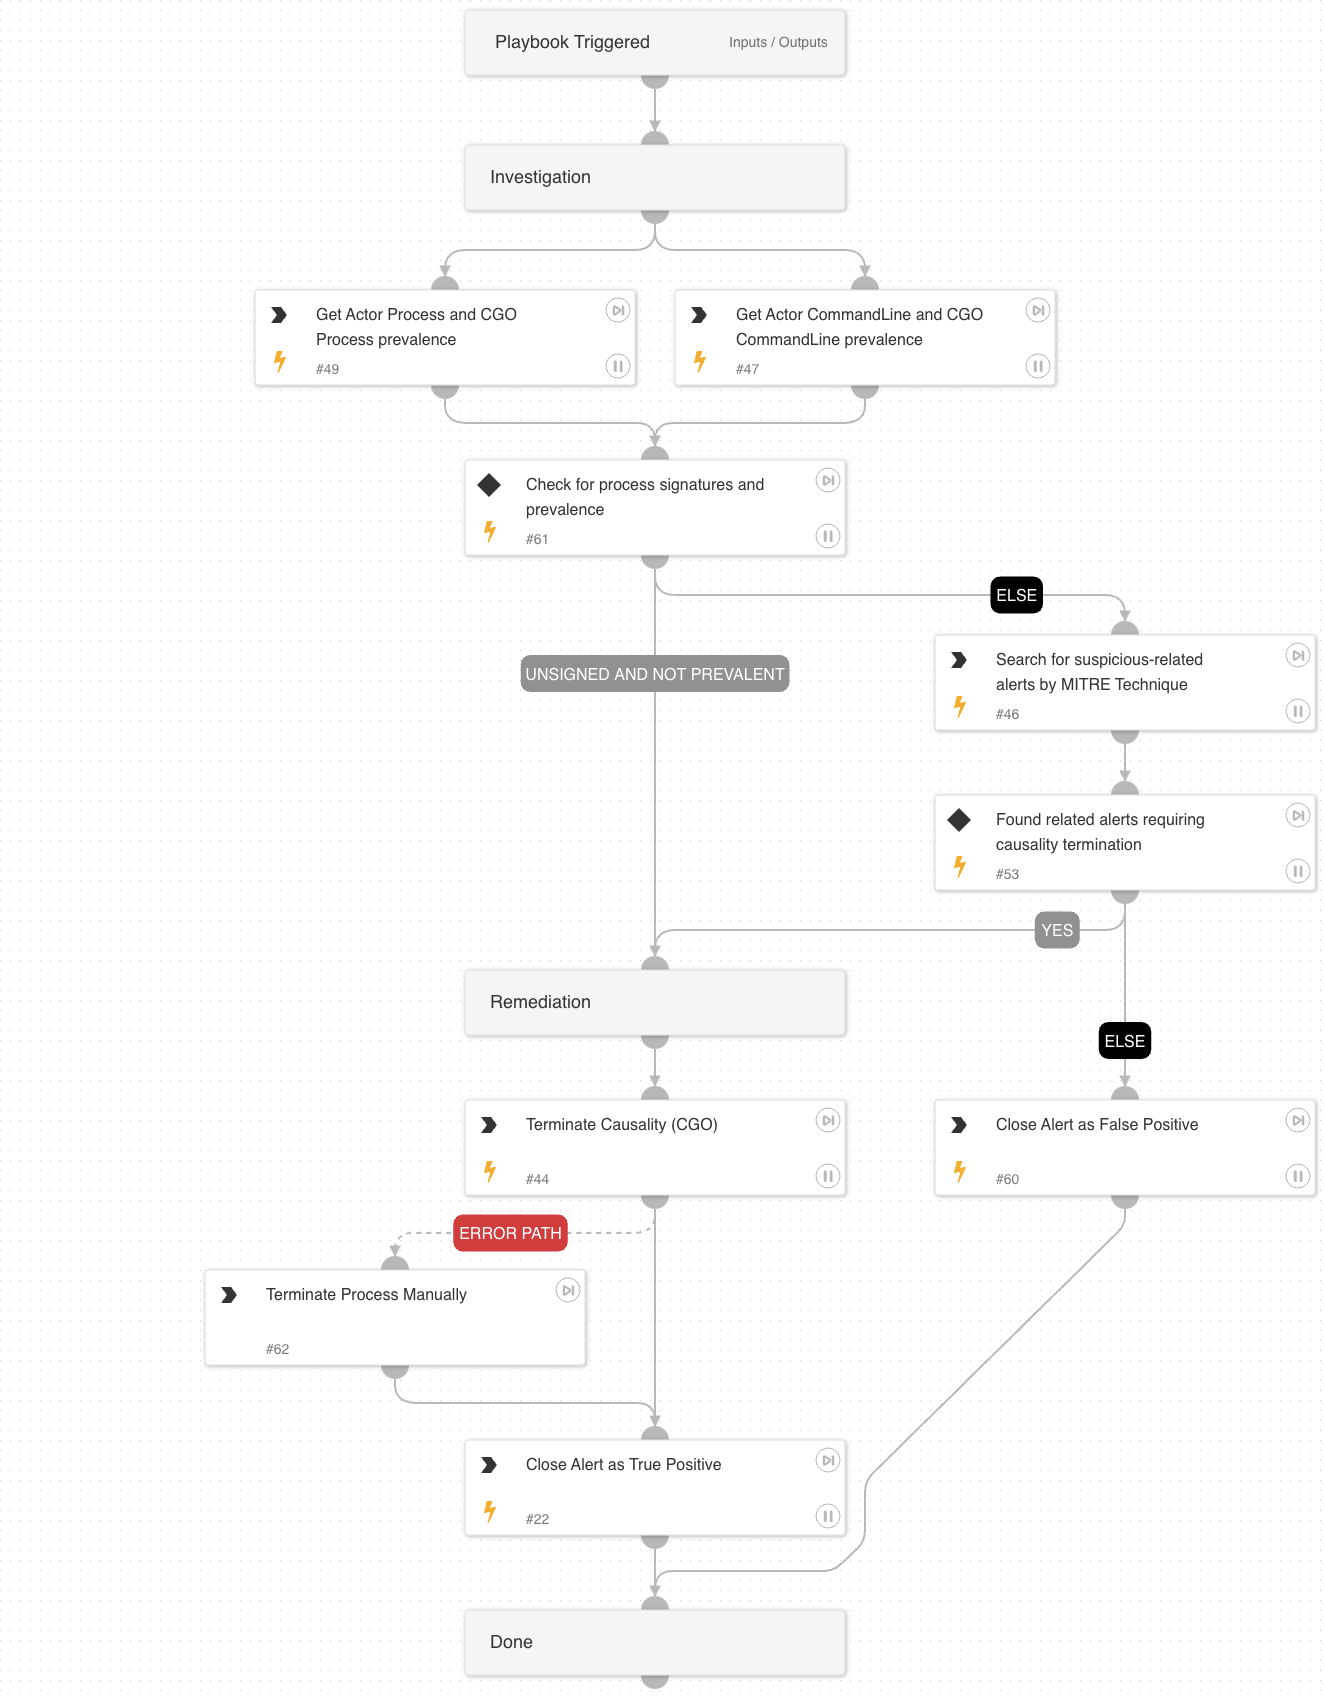 Playbook Triggered
Inputs / Outputs
Investigation
Get Actor Process and CGO
Process prevalence
#49
Get Actor CommandLine and CGO
CommandLine prevalence
#47
Check for process signatures and
prevalence
#61
ELSE
UNSIGNED AND NOT PREVALENT
Search for suspicious-related
alerts by MITRE Technique
#46
Found related alerts requiring
causality termination
#53
YES
Remediation
ELSE
Terminate Causality (CGO)
#44
Close Alert as False Positive
#60
ERROR PATH
Terminate Process Manually
#62
Close Alert as True Positive
#22
Done